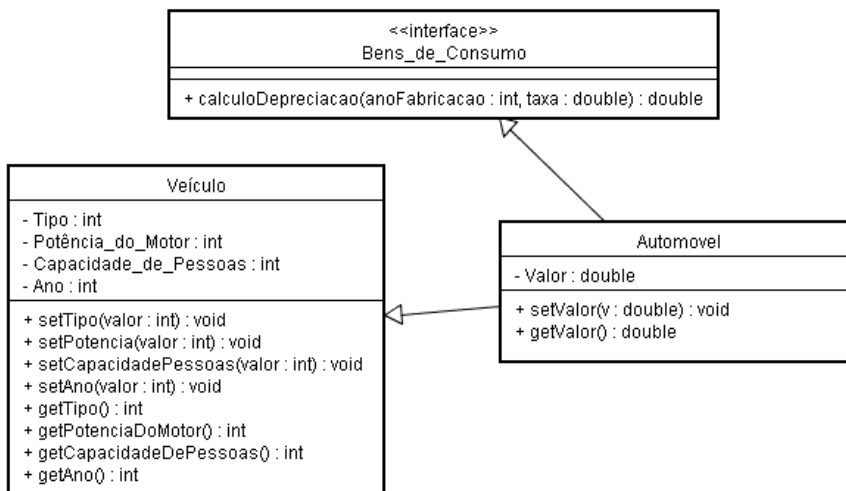 <<interface>>
Bens_de_Consumo
+ calculoDepreciacao(anoFabricacao : int, taxa : double) : double
Veículo
- Tipo : int
- Potência_do_Motor : int
- Capacidade_de_Pessoas : int
- Ano : int
+ setTipo(valor : int) : void
+ setPotencia(valor : int) : void
+ setCapacidadePessoas(valor : int) : void
+ setAno(valor : int) : void
+ getTipo() : int
+ getPotenciaDoMotor() : int
+ getCapacidadeDePessoas() : int
+ getAno() : int
Automovel
- Valor : double
+ setValor(v : double) : void
+ getValor() : double